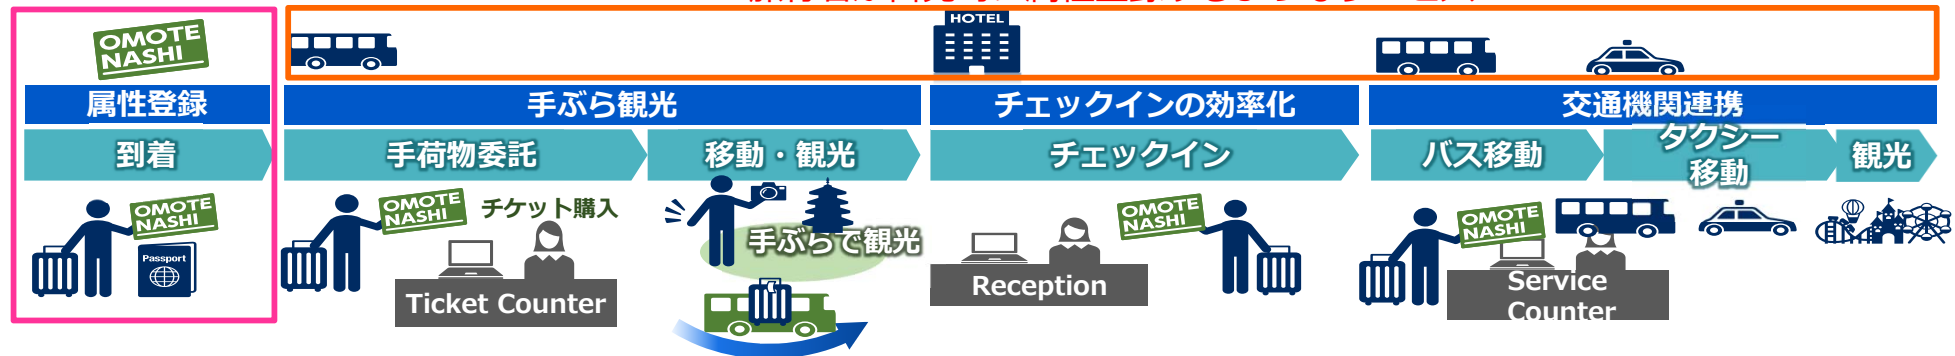 OMOTE
NASHI
HOTEL
属性登録
手ぶら観光
チェックインの効率化
交通機関連携
到着
手荷物委託
移動・観光
チェックイン
バス移動
タクシー
移動
観光
OMOTE
NASHI
Passport
OMOTE
NASHI
チケット購入
Ticket Counter
手ぶらで観光
OMOTE
NASHI
Reception
OMOTE
NASHI
Service
Counter